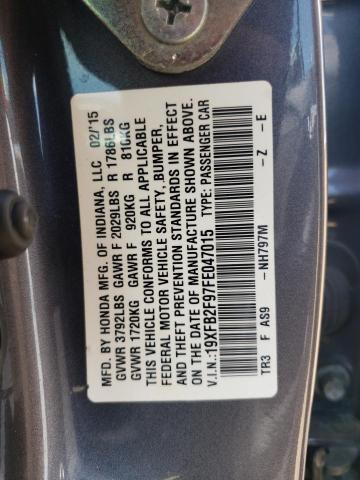 MFD. BY HONDA MFG. OF INDIANA, LLC 02/'15
GVWR 3792LBS GAWR F 2029LBS R 1786LBS
GVWR 1720KG GAWR F 920KG R 810KG
THIS VEHICLE CONFORMS TO ALL APPLICABLE
FEDERAL MOTOR VEHICLE SAFETY, BUMPER,
AND THEFT PREVENTION STANDARDS IN EFFECT
ON THE DATE OF MANUFACTURE SHOWN ABOVE.
V.I.N.: 19XFB2F97FE047015 TYPE: PASSENGER CAR
TR3 F AS9 -NH797M -Z -E